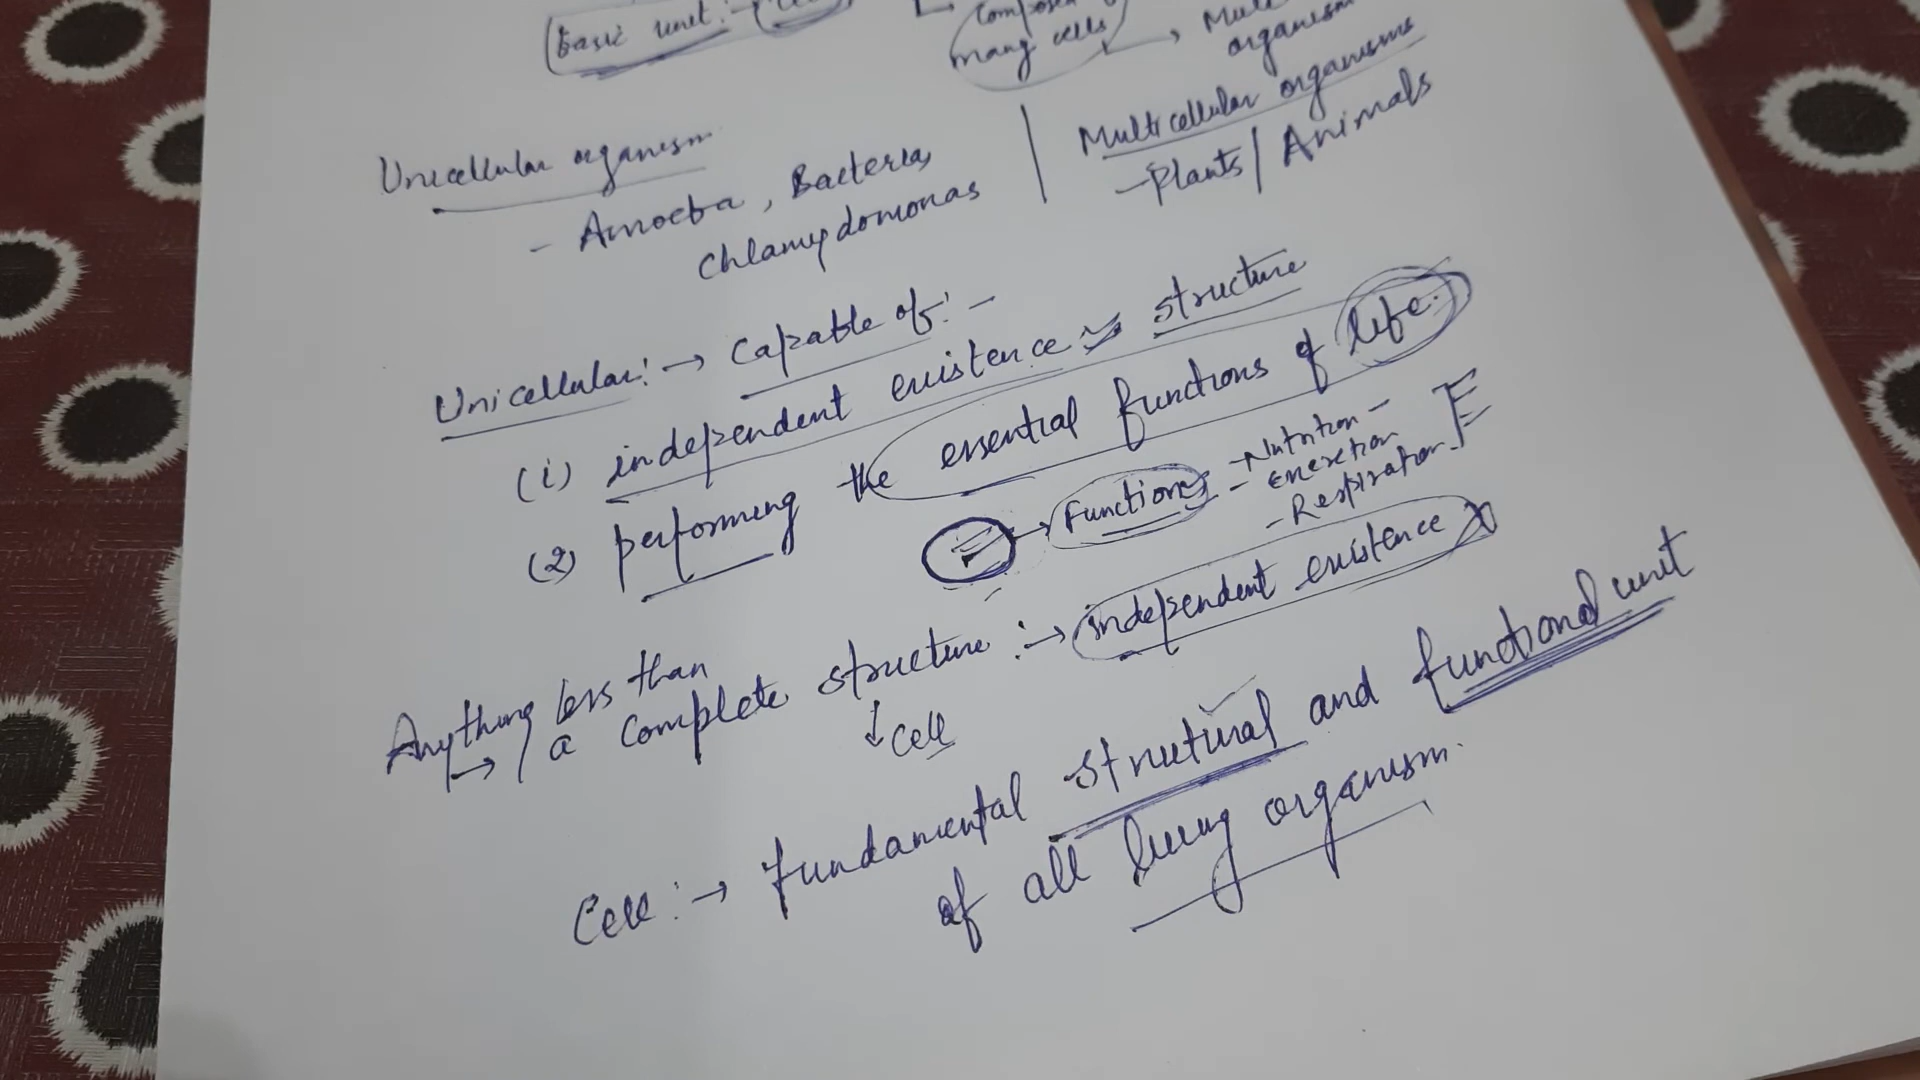 Basic unit:-
many cells
organism
Unicellular organism
- Amoeba, Bacteria,
Chlamydomonas
Multicellular organisms
- Plants / Animals
Unicellular: → Capable of: -
(i) independent existence structure
(2) performing the essential functions of life.
→ Functions - Nutrition -
- Excretion
- Respiration
Anything less than
→ a complete structure :→ independent existence X
↓ Cell
Cell :→ fundamental structural and functional unit
of all living organism.